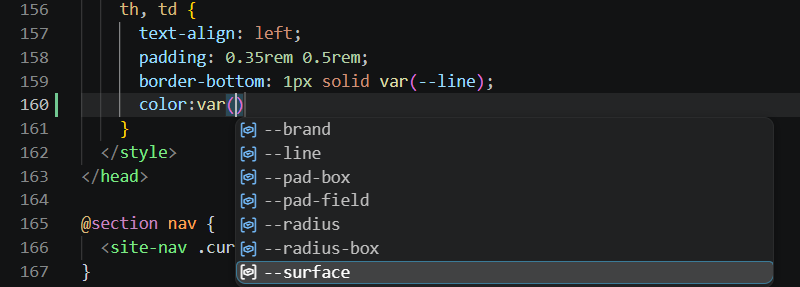 156 th, td {
157 text-align: left;
158 padding: 0.35rem 0.5rem;
159 border-bottom: 1px solid var(--line);
160 color:var()
161 }
--brand
162 </style>
--line
163 </head>
--pad-box
164
--pad-field
165 @section nav {
--radius
166 <site-nav .cur
--radius-box
167 }
--surface